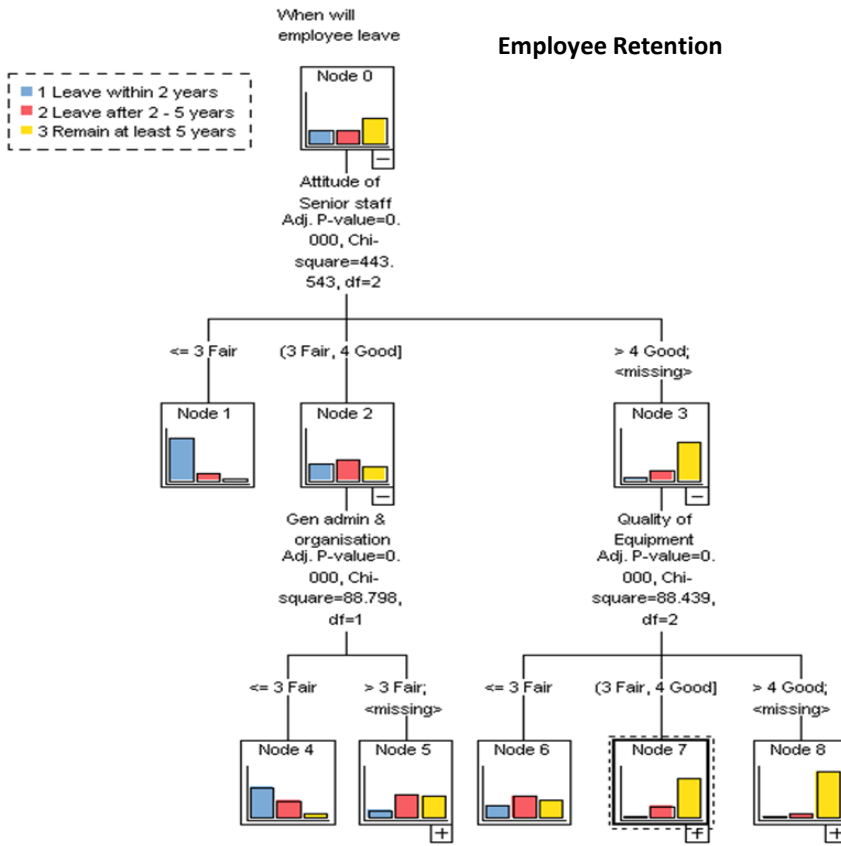 When will
employee leave
Employee Retention
1 Leave within 2 years
2 Leave after 2 - 5 years
3 Remain at least 5 years
Node 0
Attitude of
Senior staff
Adj. P-value=0.
000, Chi-
square=443.
543, df=2
<= 3 Fair
(3 Fair, 4 Good]
> 4 Good;
<missing>
Node 1
Node 2
Node 3
Gen admin &
organisation
Adj. P-value=0.
000, Chi-
square=88.798,
df=1
Quality of
Equipment
Adj. P-value=0.
000, Chi-
square=88.439,
df=2
<= 3 Fair
> 3 Fair;
<missing>
<= 3 Fair
(3 Fair, 4 Good]
> 4 Good;
<missing>
Node 4
Node 5
Node 6
Node 7
Node 8